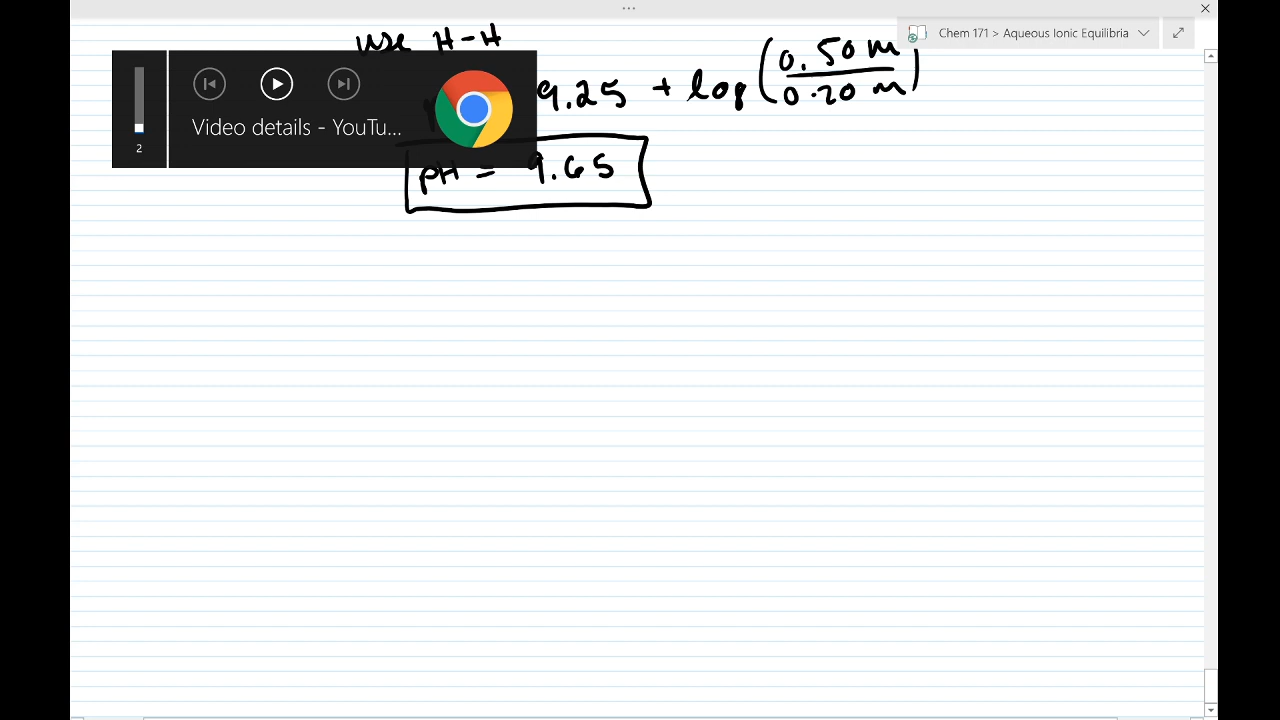 use H-H
Chem 171 > Aqueous Ionic Equilibria
9.25 + log(0.50 M / 0.20 M)
2
Video details - YouTu...
pH = 9.65